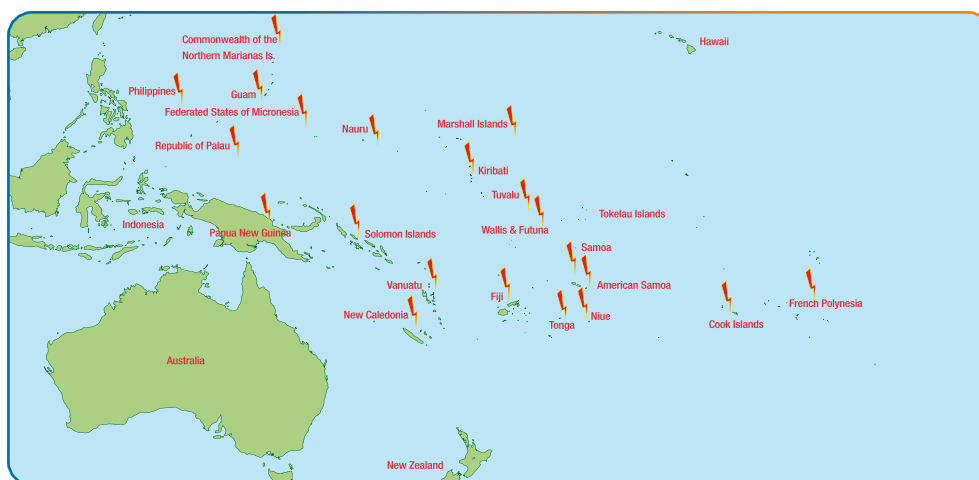 Commonwealth of the
Northern Marianas Is.
Hawaii
Philippines
Guam
Federated States of Micronesia
Nauru
Marshall Islands
Republic of Palau
Kiribati
Tuvalu
Tokelau Islands
Indonesia
Papua New Guinea
Solomon Islands
Wallis & Futuna
Samoa
Vanuatu
American Samoa
Fiji
French Polynesia
New Caledonia
Niue
Tonga
Cook Islands
Australia
New Zealand